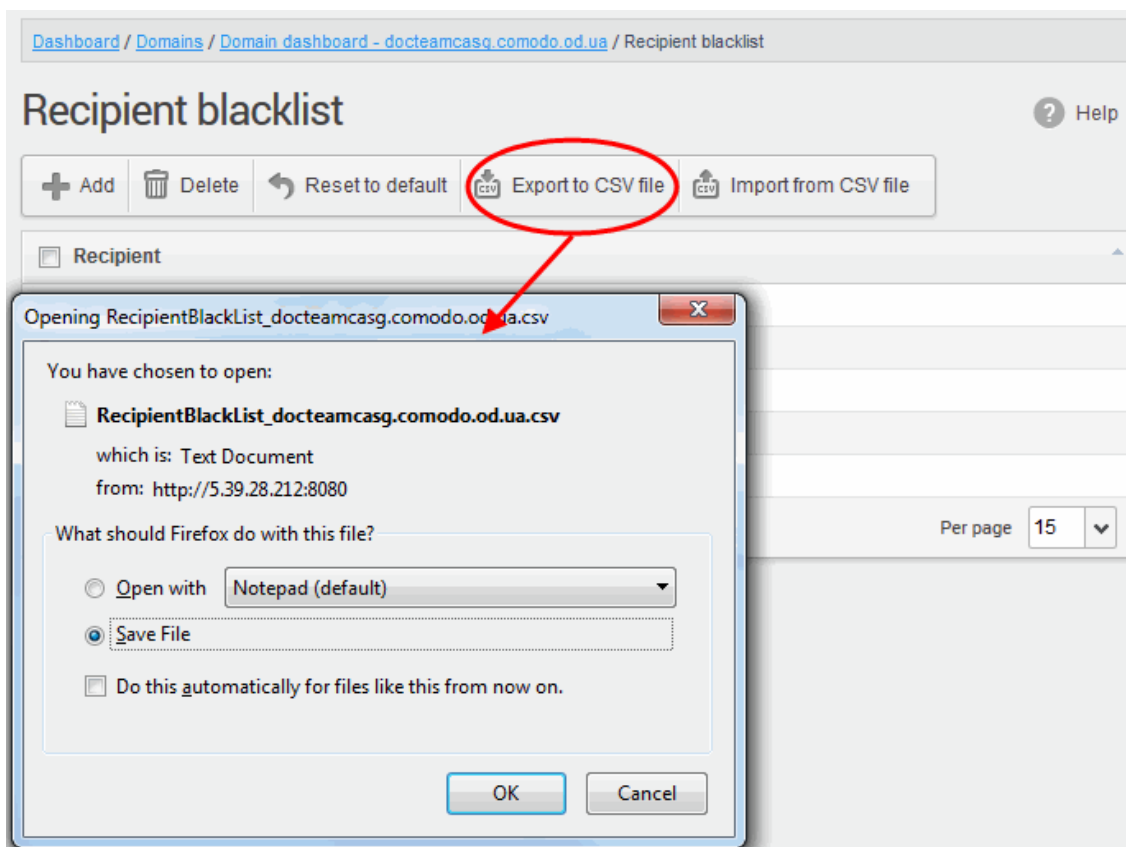 Dashboard / Domains / Domain dashboard - docteamcasg.comodo.od.ua / Recipient blacklist
Recipient blacklist
? Help
Add Delete Reset to default CSV Export to CSV file CSV Import from CSV file
Recipient
Opening RecipientBlackList_docteamcasg.comodo.od.ua.csv
You have chosen to open:
RecipientBlackList_docteamcasg.comodo.od.ua.csv
which is: Text Document
from: http://5.39.28.212:8080
What should Firefox do with this file?
Per page 15
Open with Notepad (default)
Save File
Do this automatically for files like this from now on.
OK Cancel